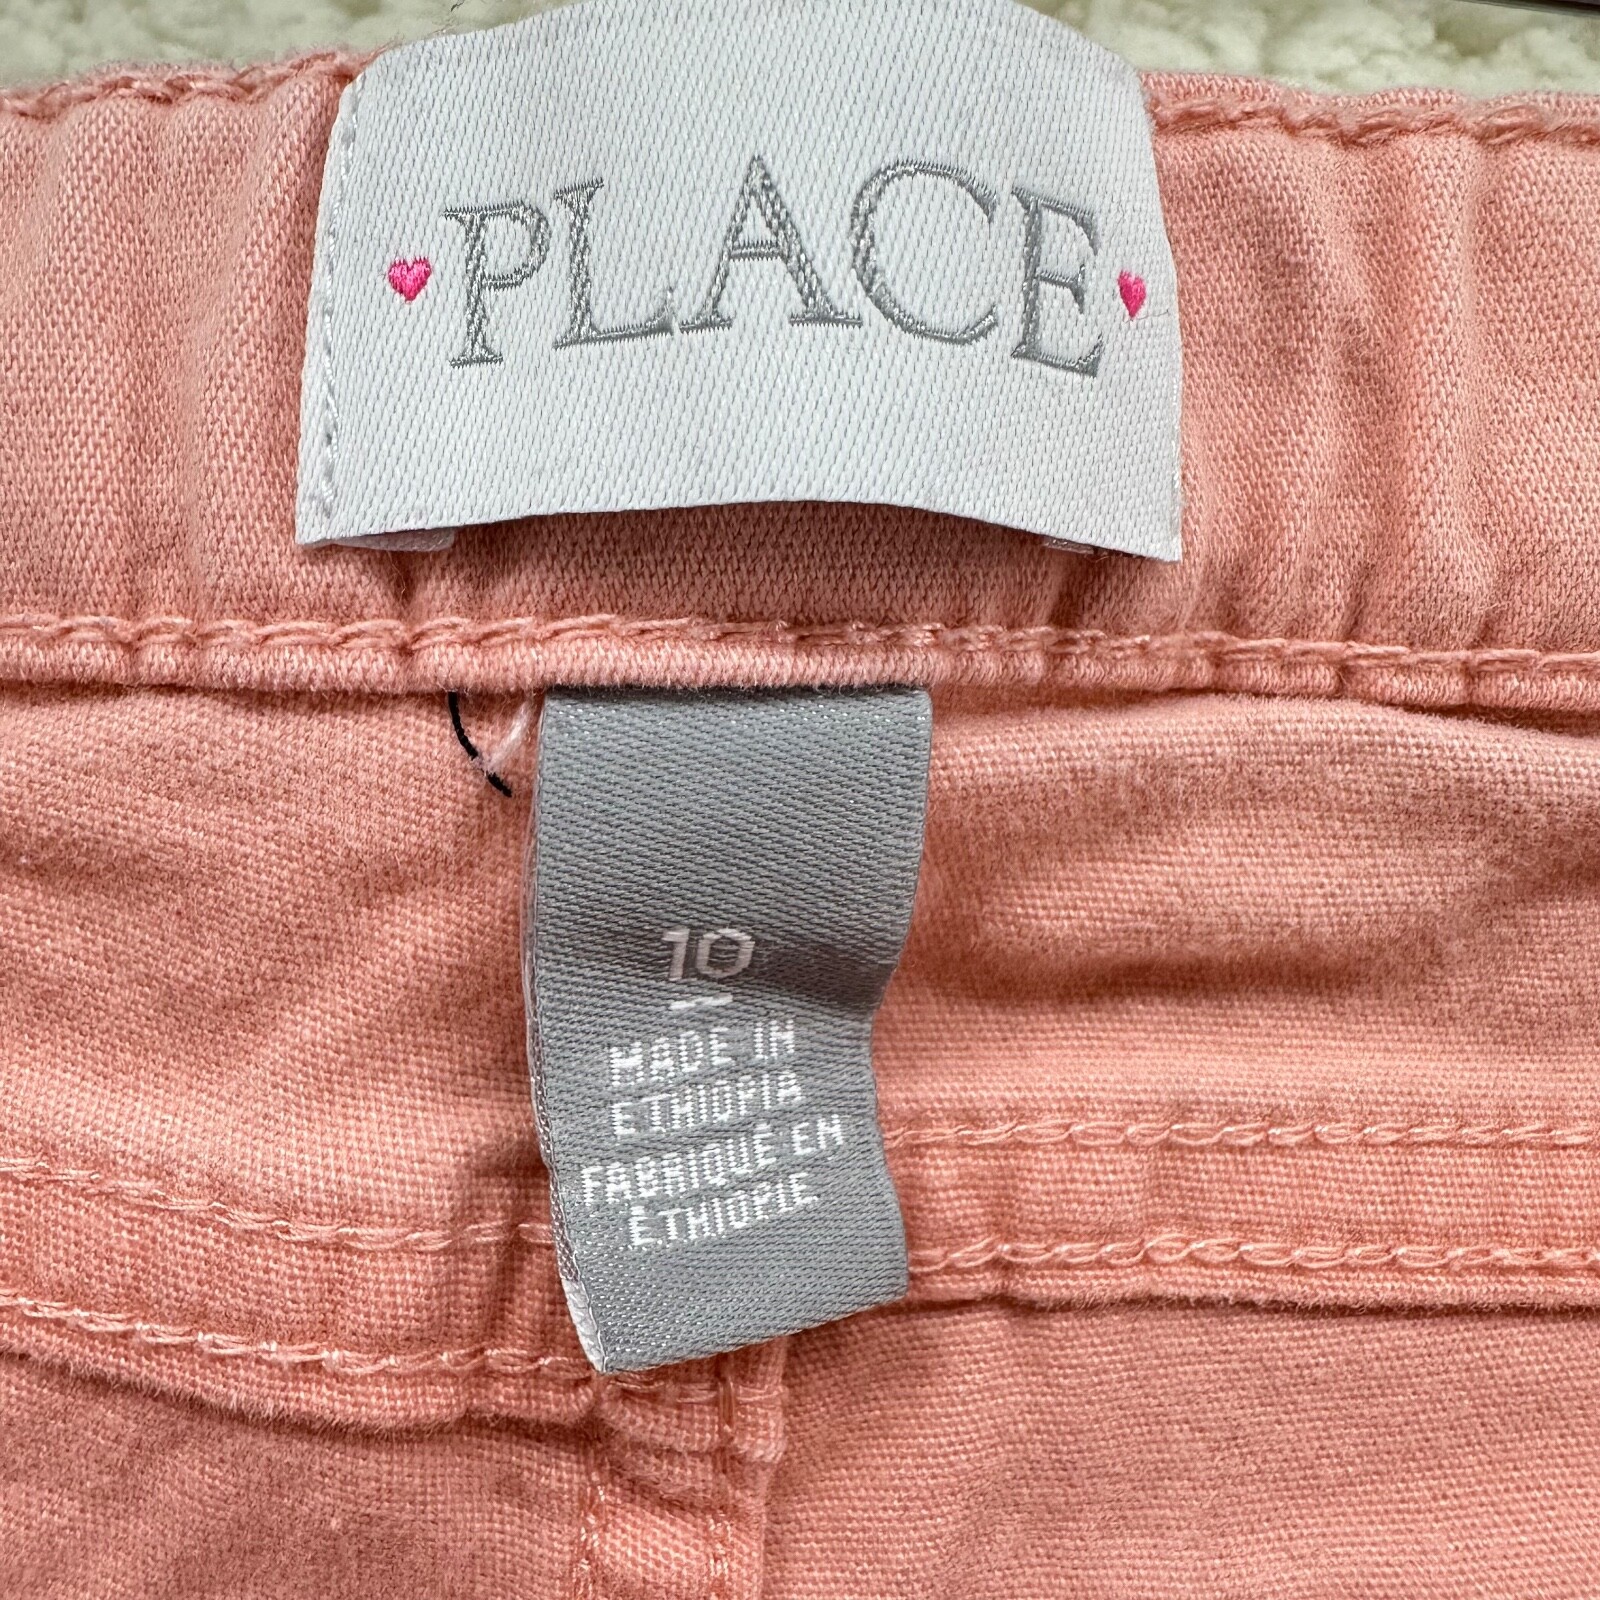 PLACE
10
MADE IN
ETHIOPIA
FABRIQUÉ EN
ÉTHIOPIE